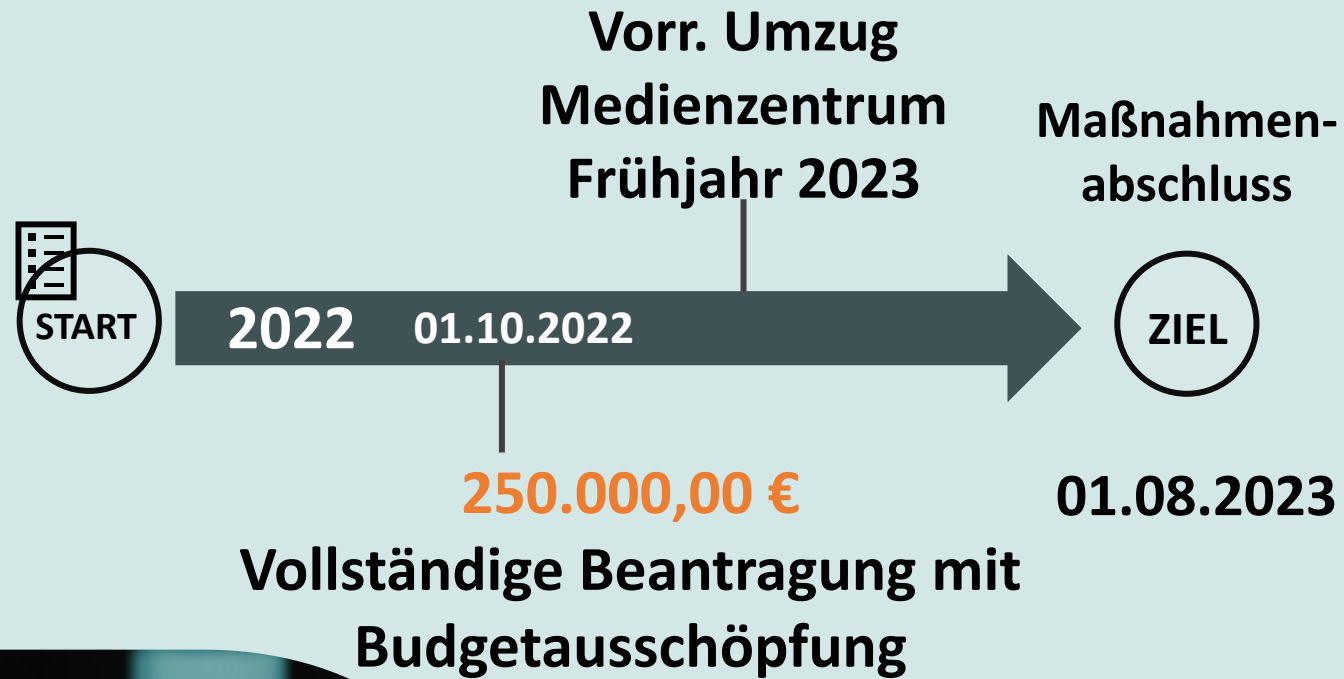 Vorr. Umzug
Medienzentrum
Frühjahr 2023
Maßnahmen-
abschluss
START
2022
01.10.2022
ZIEL
250.000,00 €
01.08.2023
Vollständige Beantragung mit
Budgetausschöpfung